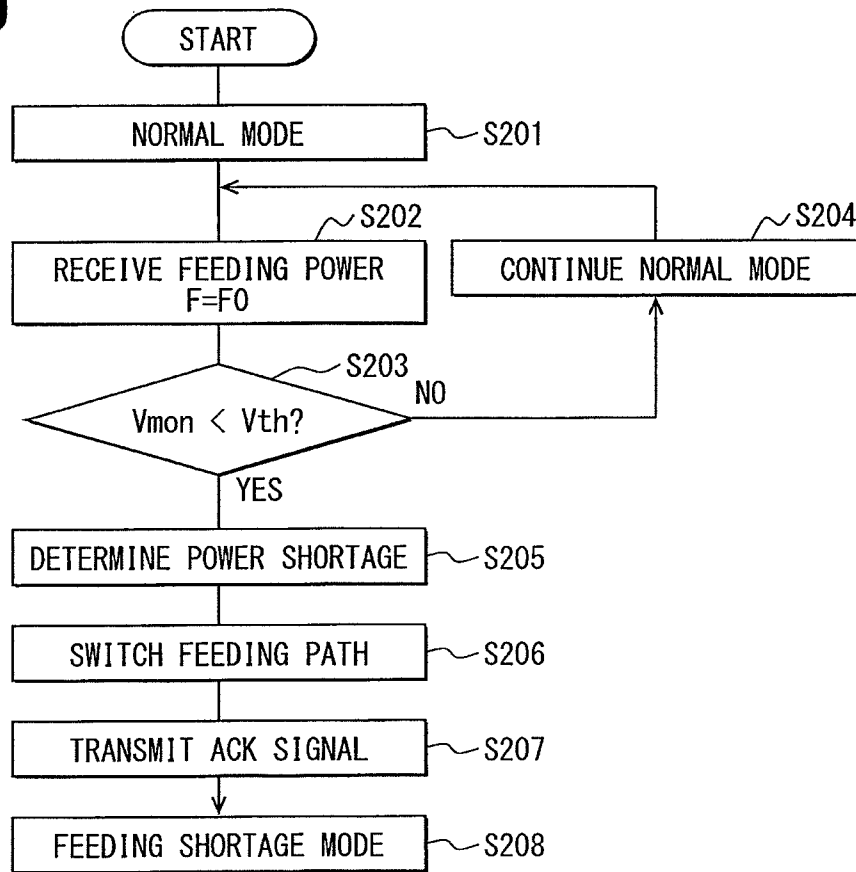 START
NORMAL MODE
S201
S202
RECEIVE FEEDING POWER
F=F0
S204
CONTINUE NORMAL MODE
S203
Vmon < Vth?
NO
YES
DETERMINE POWER SHORTAGE
S205
SWITCH FEEDING PATH
S206
TRANSMIT ACK SIGNAL
S207
FEEDING SHORTAGE MODE
S208